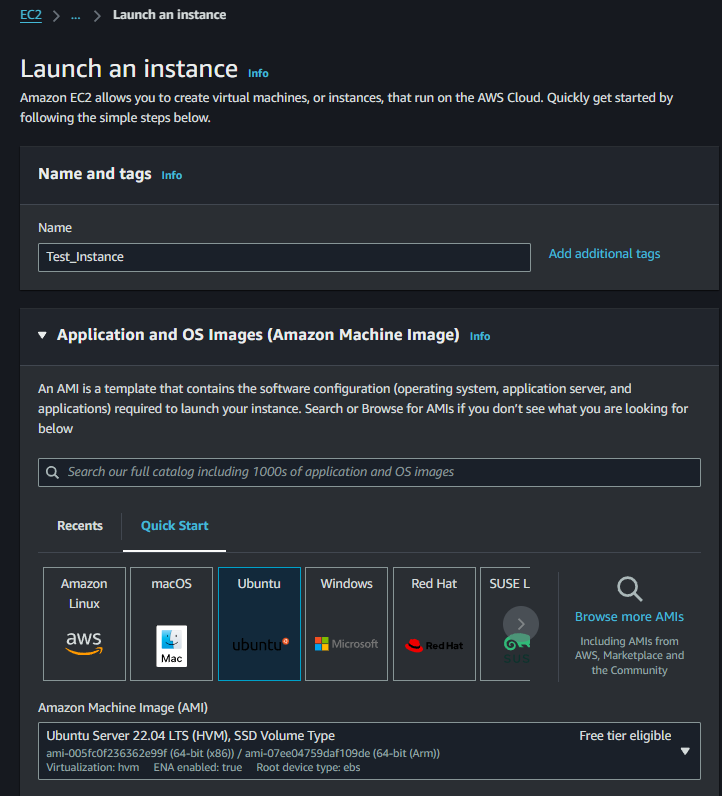 EC2 > ... > Launch an instance
Launch an instance Info
Amazon EC2 allows you to create virtual machines, or instances, that run on the AWS Cloud. Quickly get started by
following the simple steps below.
Name and tags Info
Name
Test_Instance
Add additional tags
Application and OS Images (Amazon Machine Image) Info
An AMI is a template that contains the software configuration (operating system, application server, and
applications) required to launch your instance. Search or Browse for AMIs if you don't see what you are looking for
below
Search our full catalog including 1000s of application and OS images
Recents
Quick Start
Amazon
Linux
aws
macOS
Mac
Ubuntu
ubuntu
Windows
Microsoft
Red Hat
Red Hat
SUSE L
SUS
Browse more AMIs
Including AMIs from
AWS, Marketplace and
the Community
Amazon Machine Image (AMI)
Ubuntu Server 22.04 LTS (HVM), SSD Volume Type
Free tier eligible
ami-005fc0f236362e99f (64-bit (x86)) / ami-07ee04759daf109de (64-bit (Arm))
Virtualization: hvm ENA enabled: true Root device type: ebs